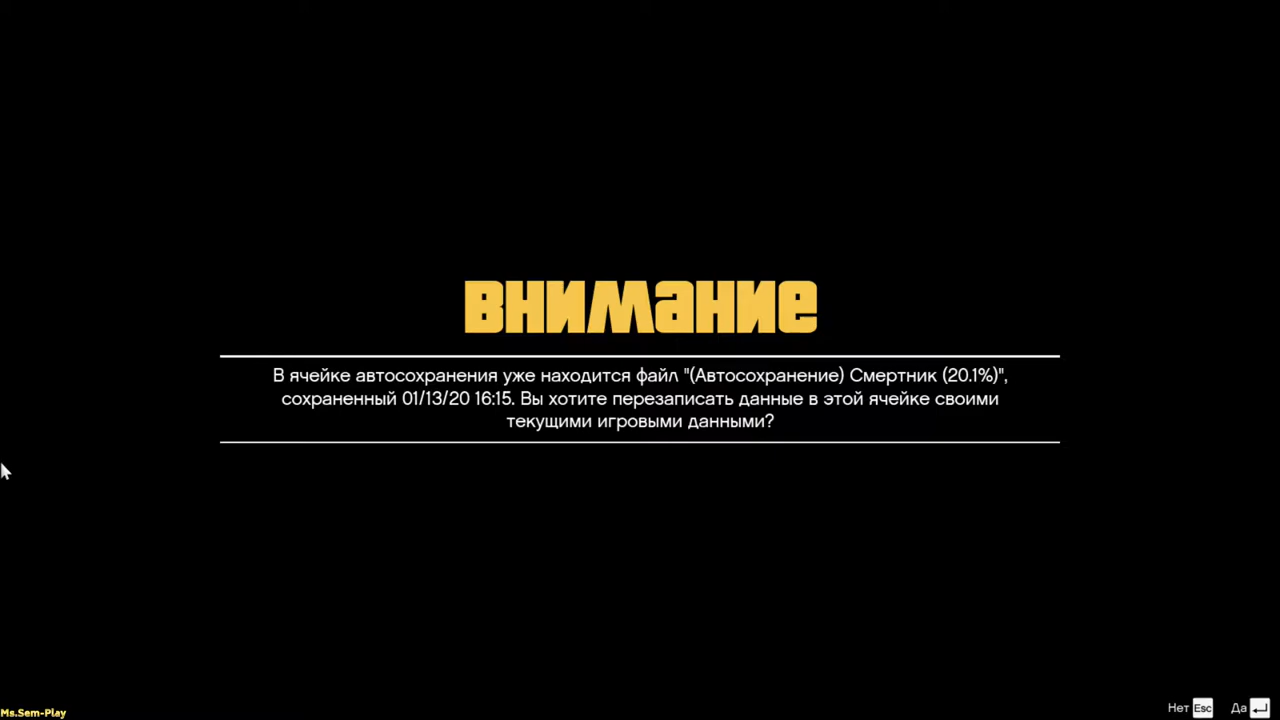 внимание
В ячейке автосохранения уже находится файл "(Автосохранение) Смертник (20.1%)",
сохраненный 01/13/20 16:15. Вы хотите перезаписать данные в этой ячейке своими
текущими игровыми данными?
Ms.Sem-Play
Нет Esc Да